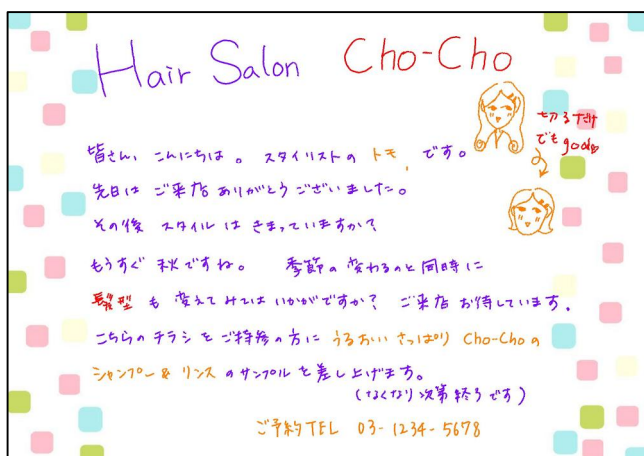 Hair Salon Cho-Cho
切るだけ
でもgood♡
皆さん、こんにちは。スタイリストのトモ、です。
先日はご来店ありがとうございました。
その後スタイルはきまっていますか？
もうすぐ秋ですね。季節の変わるのと同時に
髪型も変えてみてはいかがですか？ご来店お待しています。
こちらのチラシをご持参の方にうるおいさっぱりCho-Choの
シャンプー&リンスのサンプルを差し上げます。
(なくなり次第終了です)
ご予約TEL 03-1234-5678